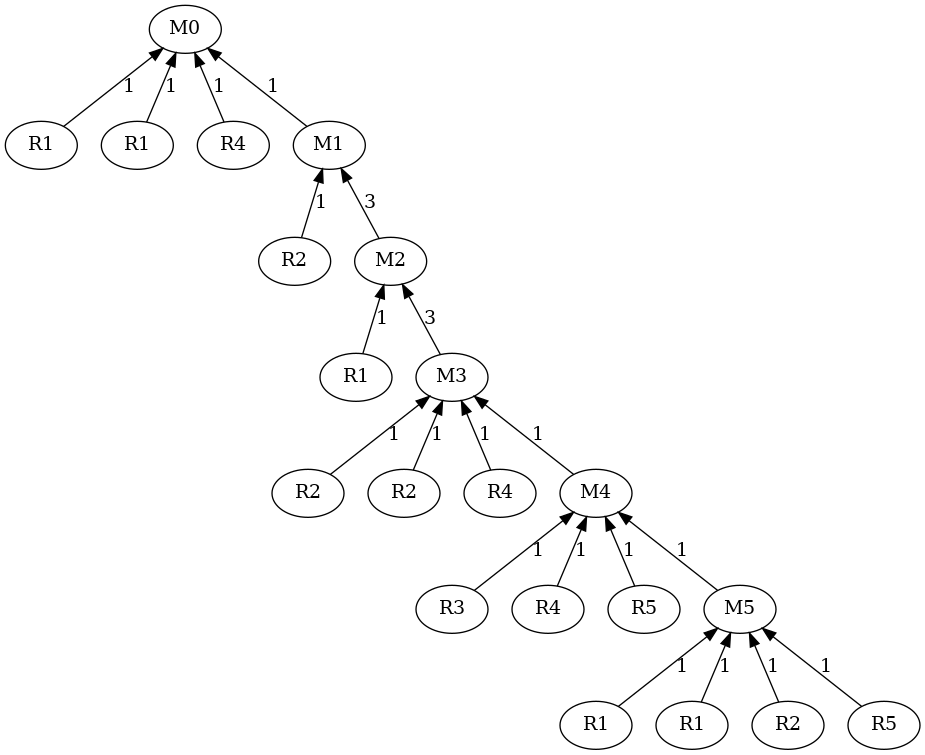 M0
1 1 1 1
R1 R1 R4 M1
1 3
R2 M2
1 3
R1 M3
1 1 1 1
R2 R2 R4 M4
1 1 1 1
R3 R4 R5 M5
1 1 1 1
R1 R1 R2 R5